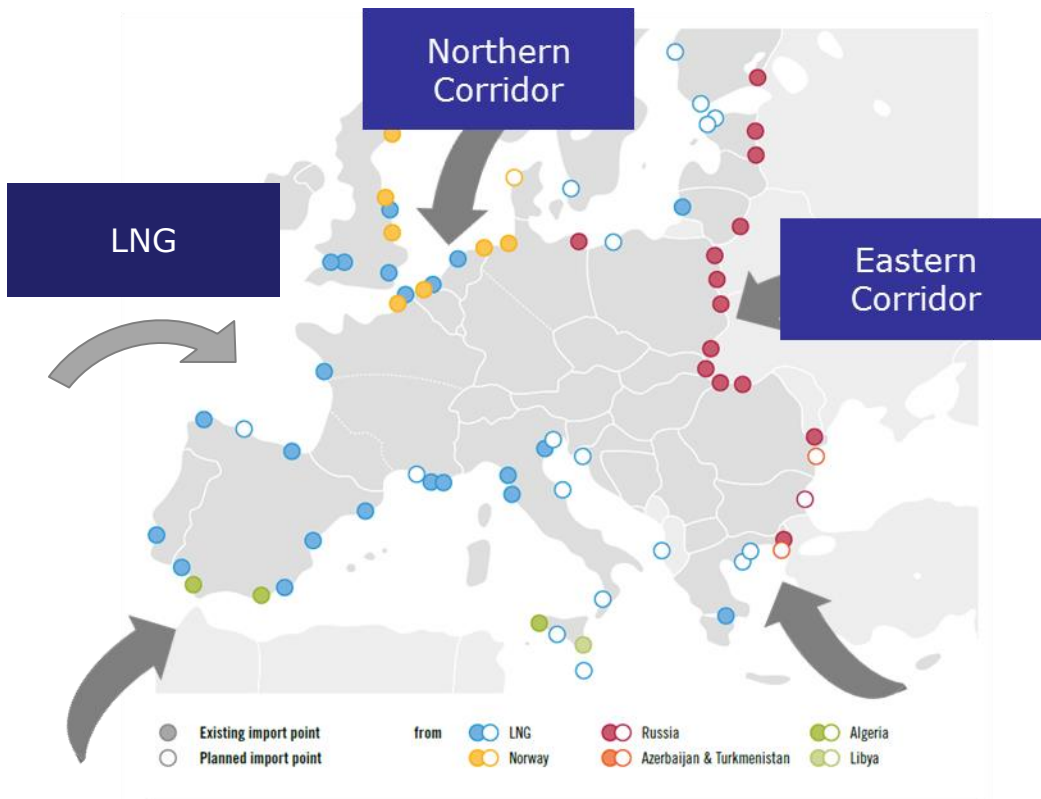 Northern
Corridor
LNG
Eastern
Corridor
Existing import point from LNG Russia Algeria
Planned import point Norway Azerbaijan & Turkmenistan Libya